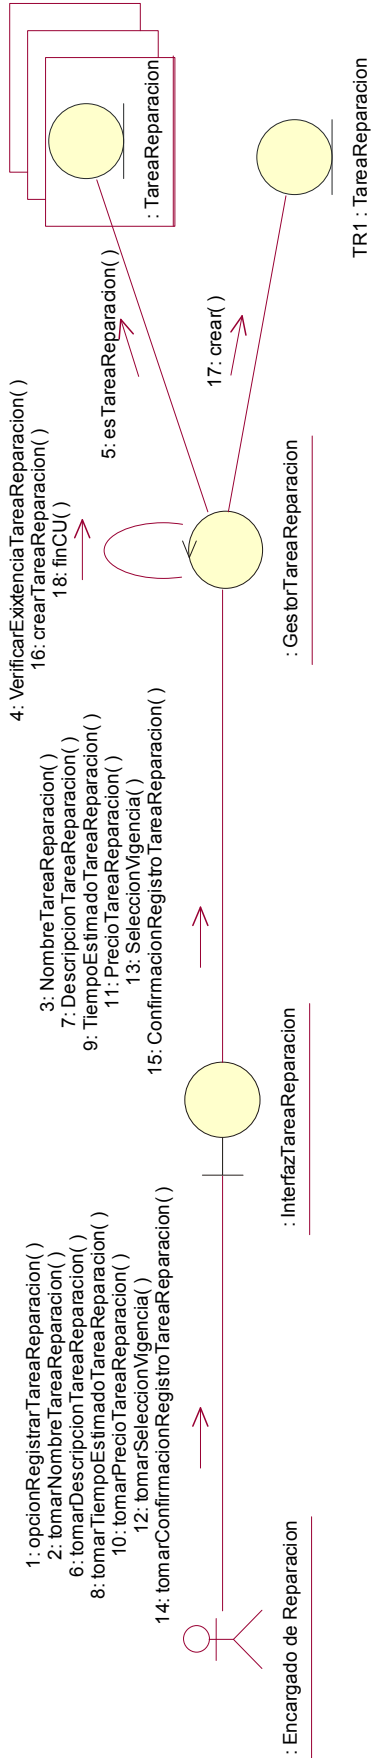 1: opcionRegistrarTareaReparacion( )
2: tomarNombreTareaReparacion( )
6: tomarDescripcionTareaReparacion( )
8: tomarTiempoEstimadoTareaReparacion( )
10: tomarPrecioTareaReparacion( )
12: tomarSeleccionVigencia( )
14: tomarConfirmacionRegistroTareaReparacion( )
: Encargado de Reparacion
3: NombreTareaReparacion( )
7: DescripcionTareaReparacion( )
9: TiempoEstimadoTareaReparacion( )
11: PrecioTareaReparacion( )
13: SeleccionVigencia( )
15: ConfirmacionRegistroTareaReparacion( )
: InterfazTareaReparacion
4: VerificarExixtenciaTareaReparacion( )
16: crearTareaReparacion( )
18: finCU( )
: GestorTareaReparacion
5: esTareaReparacion( )
: TareaReparacion
17: crear( )
TR1 : TareaReparacion